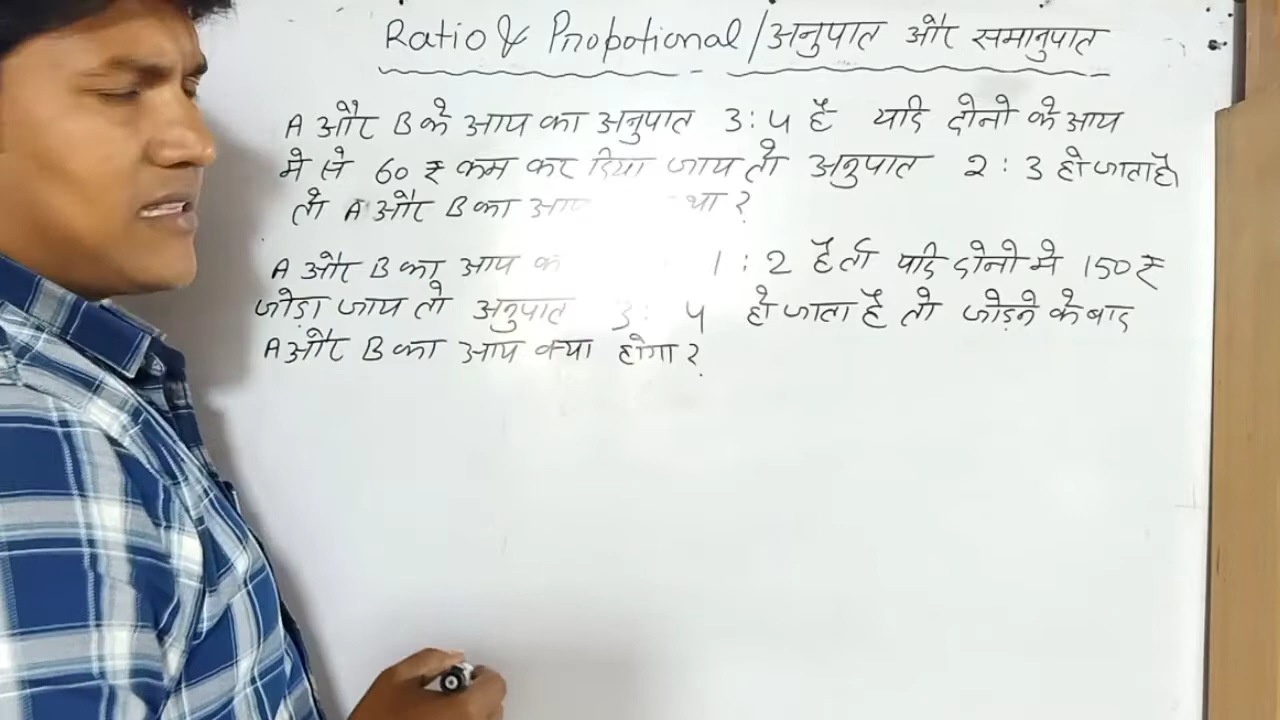 Ratio & Propotional/अनुपात और समानुपात
A और B के आय का अनुपात 3:4 है यदि दोनो के आय
मे से 60 ₹ कम कर दिया जाय तो अनुपात 2:3 हो जाता है
तो A और B का आय था ?
A और B का आय 1:2 है तो यदि दोनो मे 150 ₹
जोड़ा जाय तो अनुपात 3:4 हो जाता है तो जोड़ने के बाद
A और B का आय क्या होगा ?